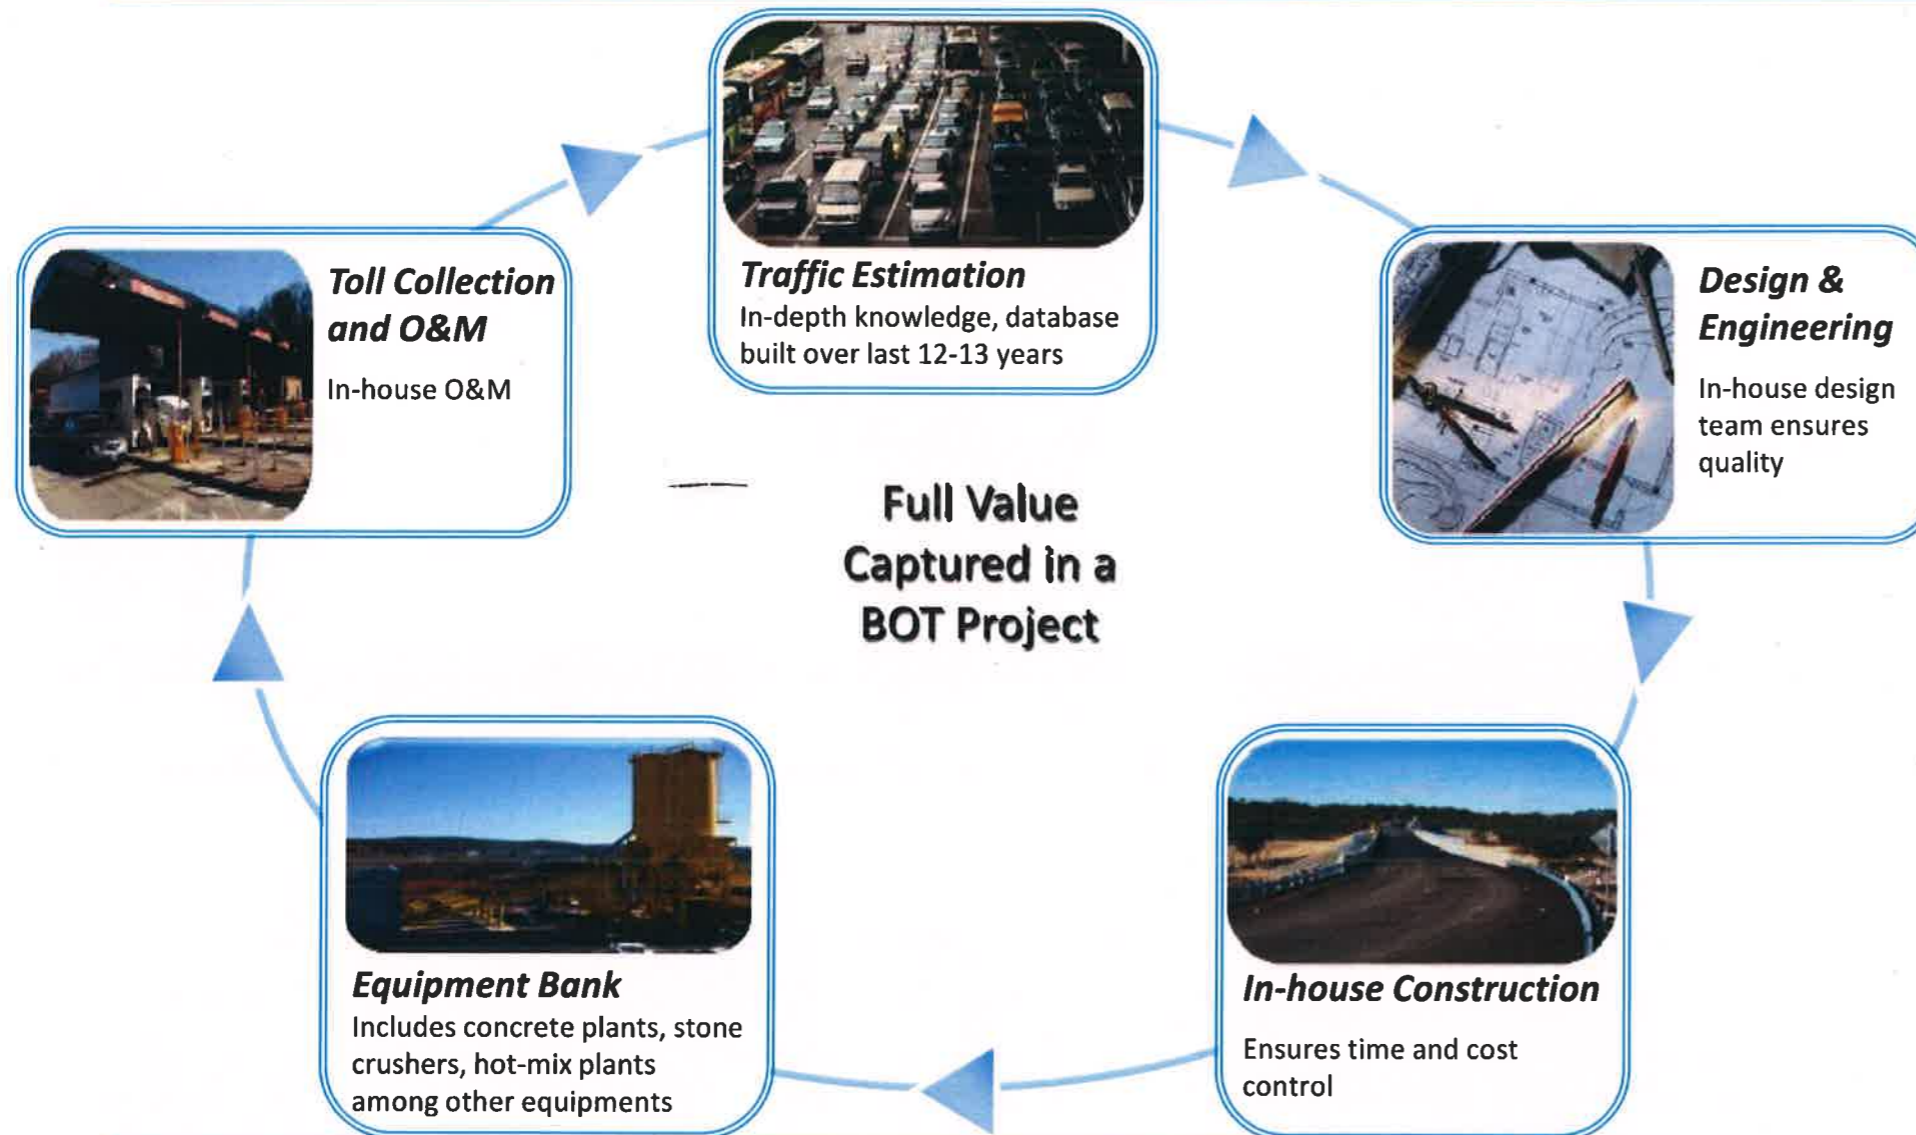 Traffic Estimation
In-depth knowledge, database
built over last 12-13 years
Design &
Engineering
In-house design
team ensures
quality
In-house Construction
Ensures time and cost
control
Equipment Bank
Includes concrete plants, stone
crushers, hot-mix plants
among other equipments
Toll Collection
and O&M
In-house O&M
Full Value
Captured in a
BOT Project